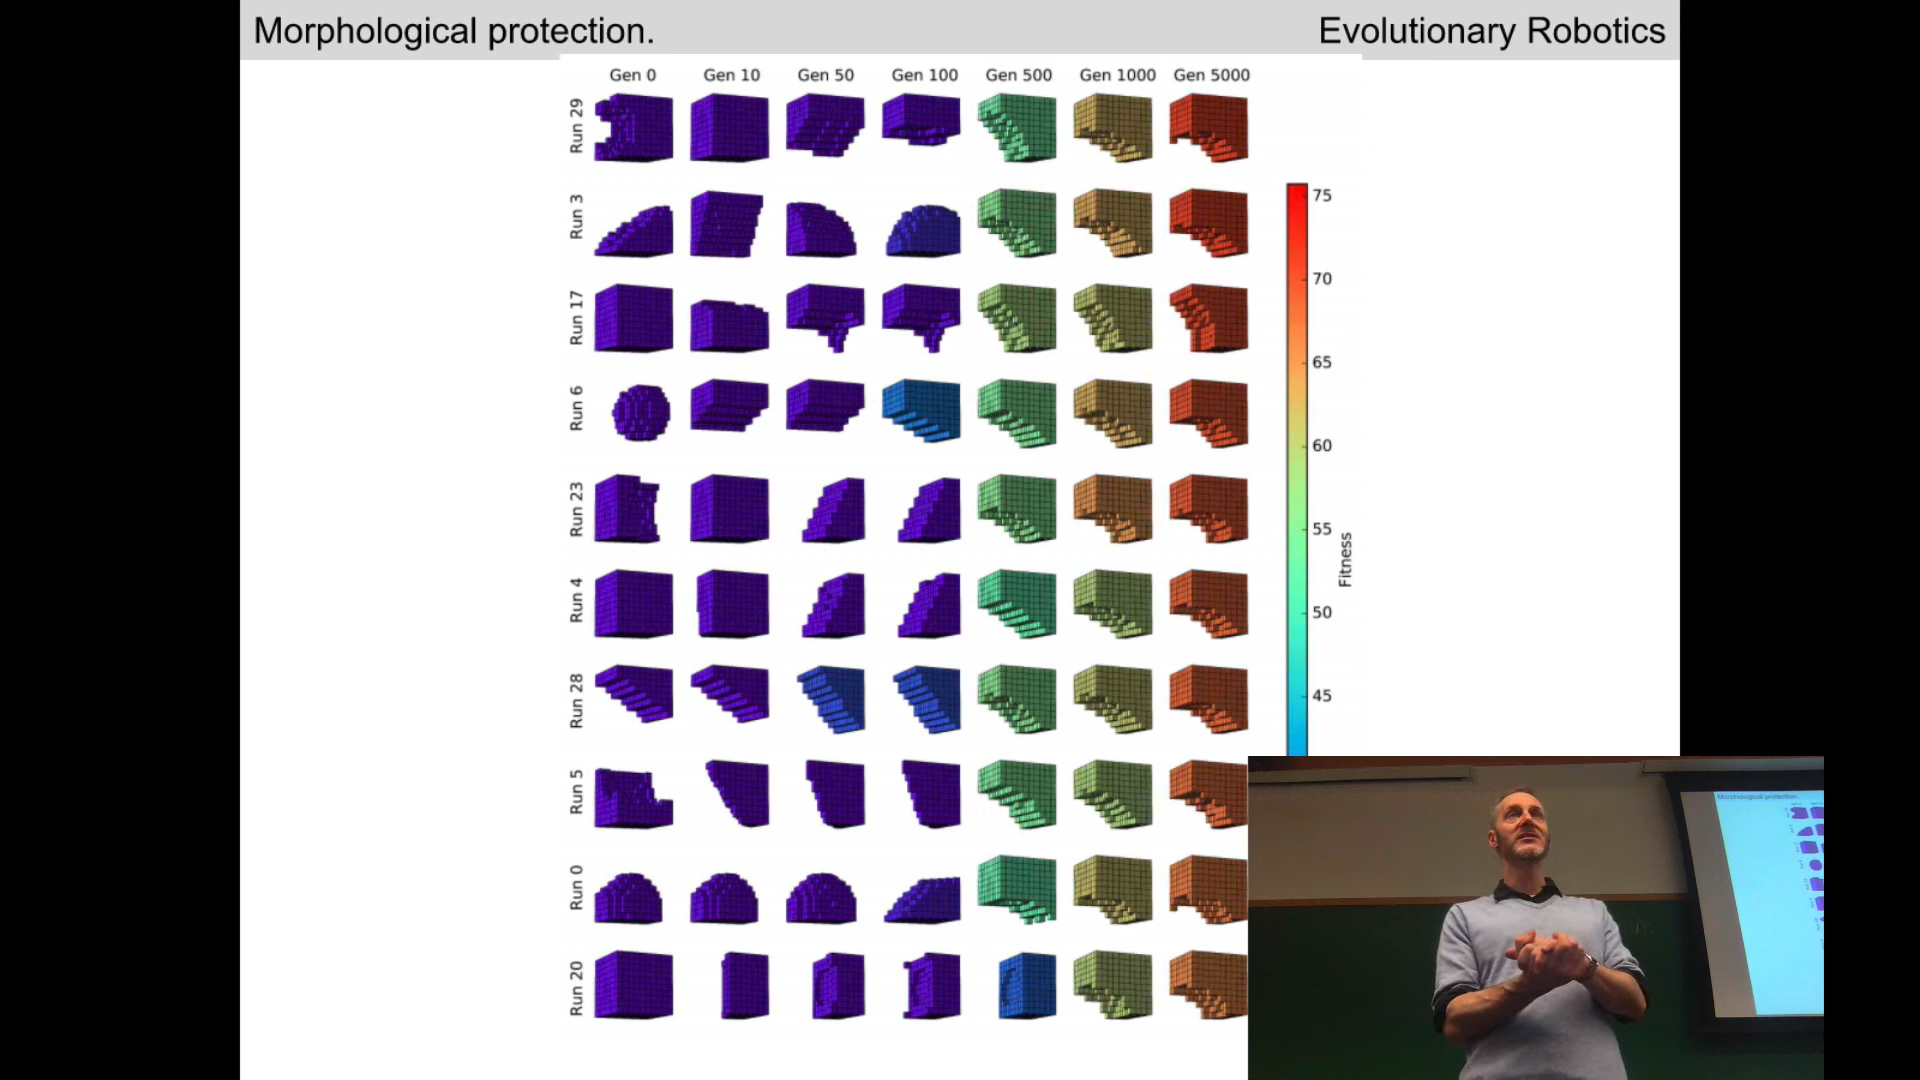 Morphological protection.
Evolutionary Robotics
Gen 0 Gen 10 Gen 50 Gen 100 Gen 500 Gen 1000 Gen 5000
Run 29
Run 3
Run 17
Run 6
Run 23
Run 4
Run 28
Run 5
Run 0
Run 20
75
70
65
60
55
50
45
Fitness
Morphological protection.